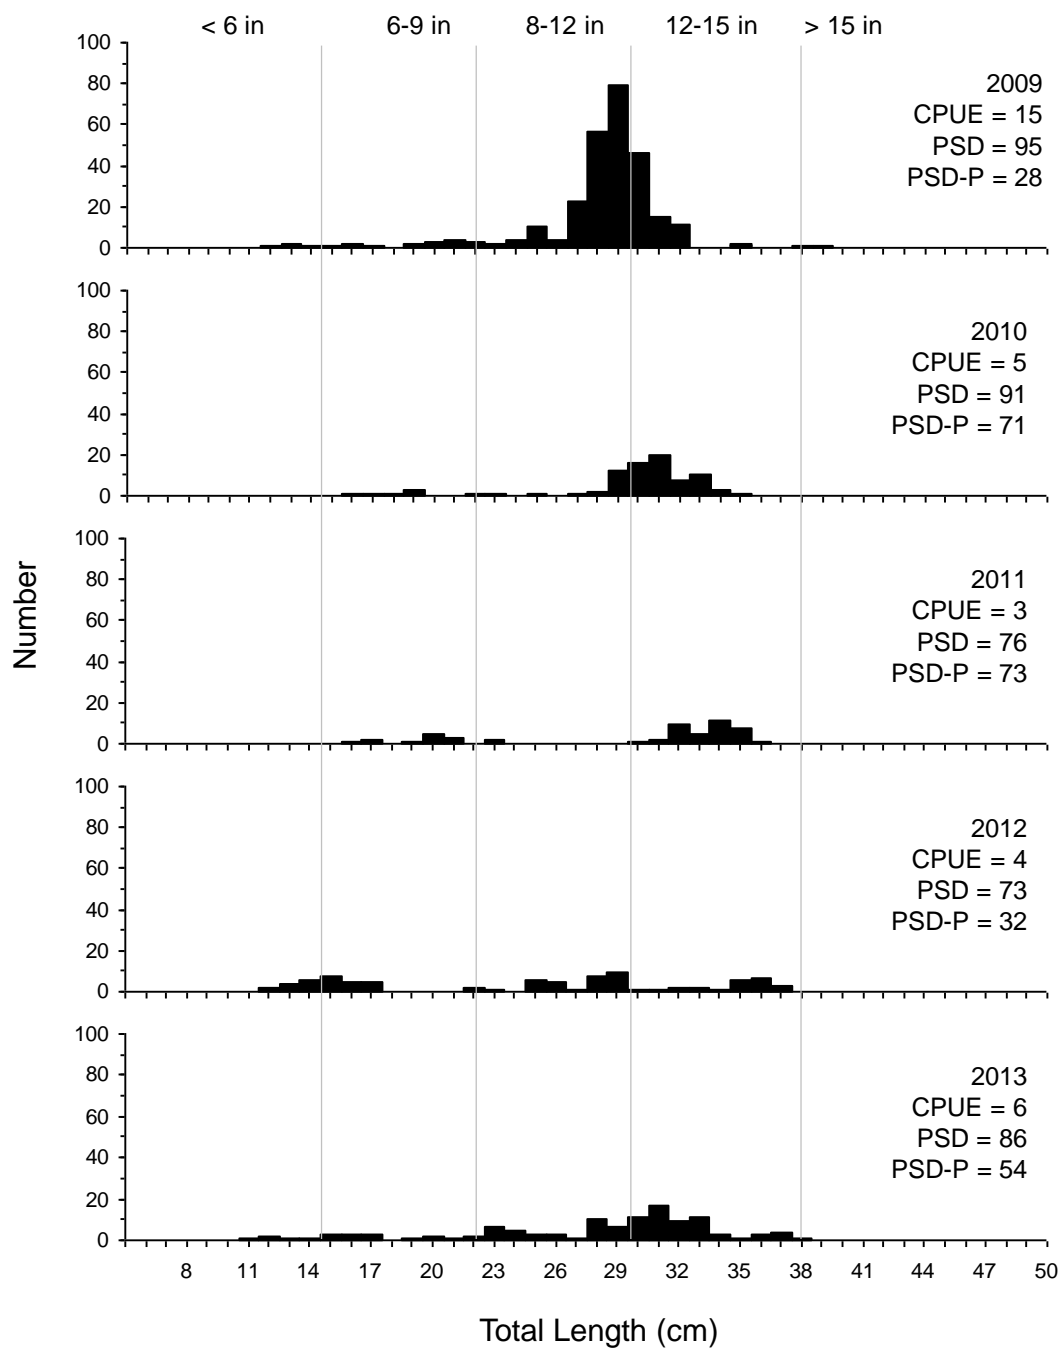 < 6 in 6-9 in 8-12 in 12-15 in > 15 in
100
80
60
40
20
0
2009
CPUE = 15
PSD = 95
PSD-P = 28
100
80
60
40
20
0
2010
CPUE = 5
PSD = 91
PSD-P = 71
100
80
60
40
20
0
2011
CPUE = 3
PSD = 76
PSD-P = 73
Number
100
80
60
40
20
0
2012
CPUE = 4
PSD = 73
PSD-P = 32
100
80
60
40
20
0
2013
CPUE = 6
PSD = 86
PSD-P = 54
8 11 14 17 20 23 26 29 32 35 38 41 44 47 50
Total Length (cm)